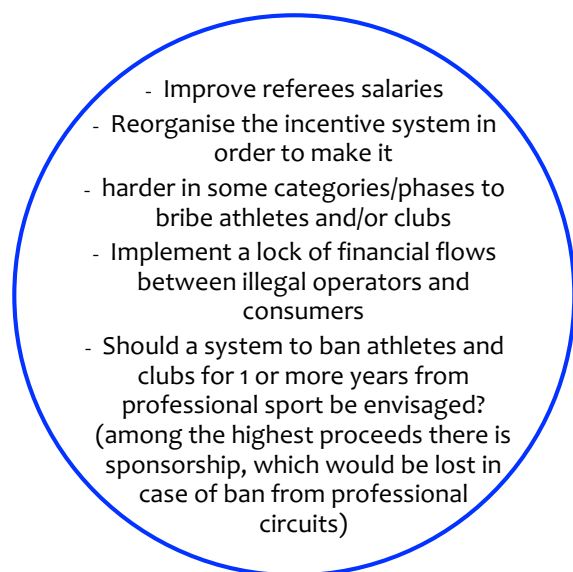 - Improve referees salaries
- Reorganise the incentive system in
order to make it
- harder in some categories/phases to
bribe athletes and/or clubs
- Implement a lock of financial flows
between illegal operators and
consumers
- Should a system to ban athletes and
clubs for 1 or more years from
professional sport be envisaged?
(among the highest proceeds there is
sponsorship, which would be lost in
case of ban from professional
circuits)